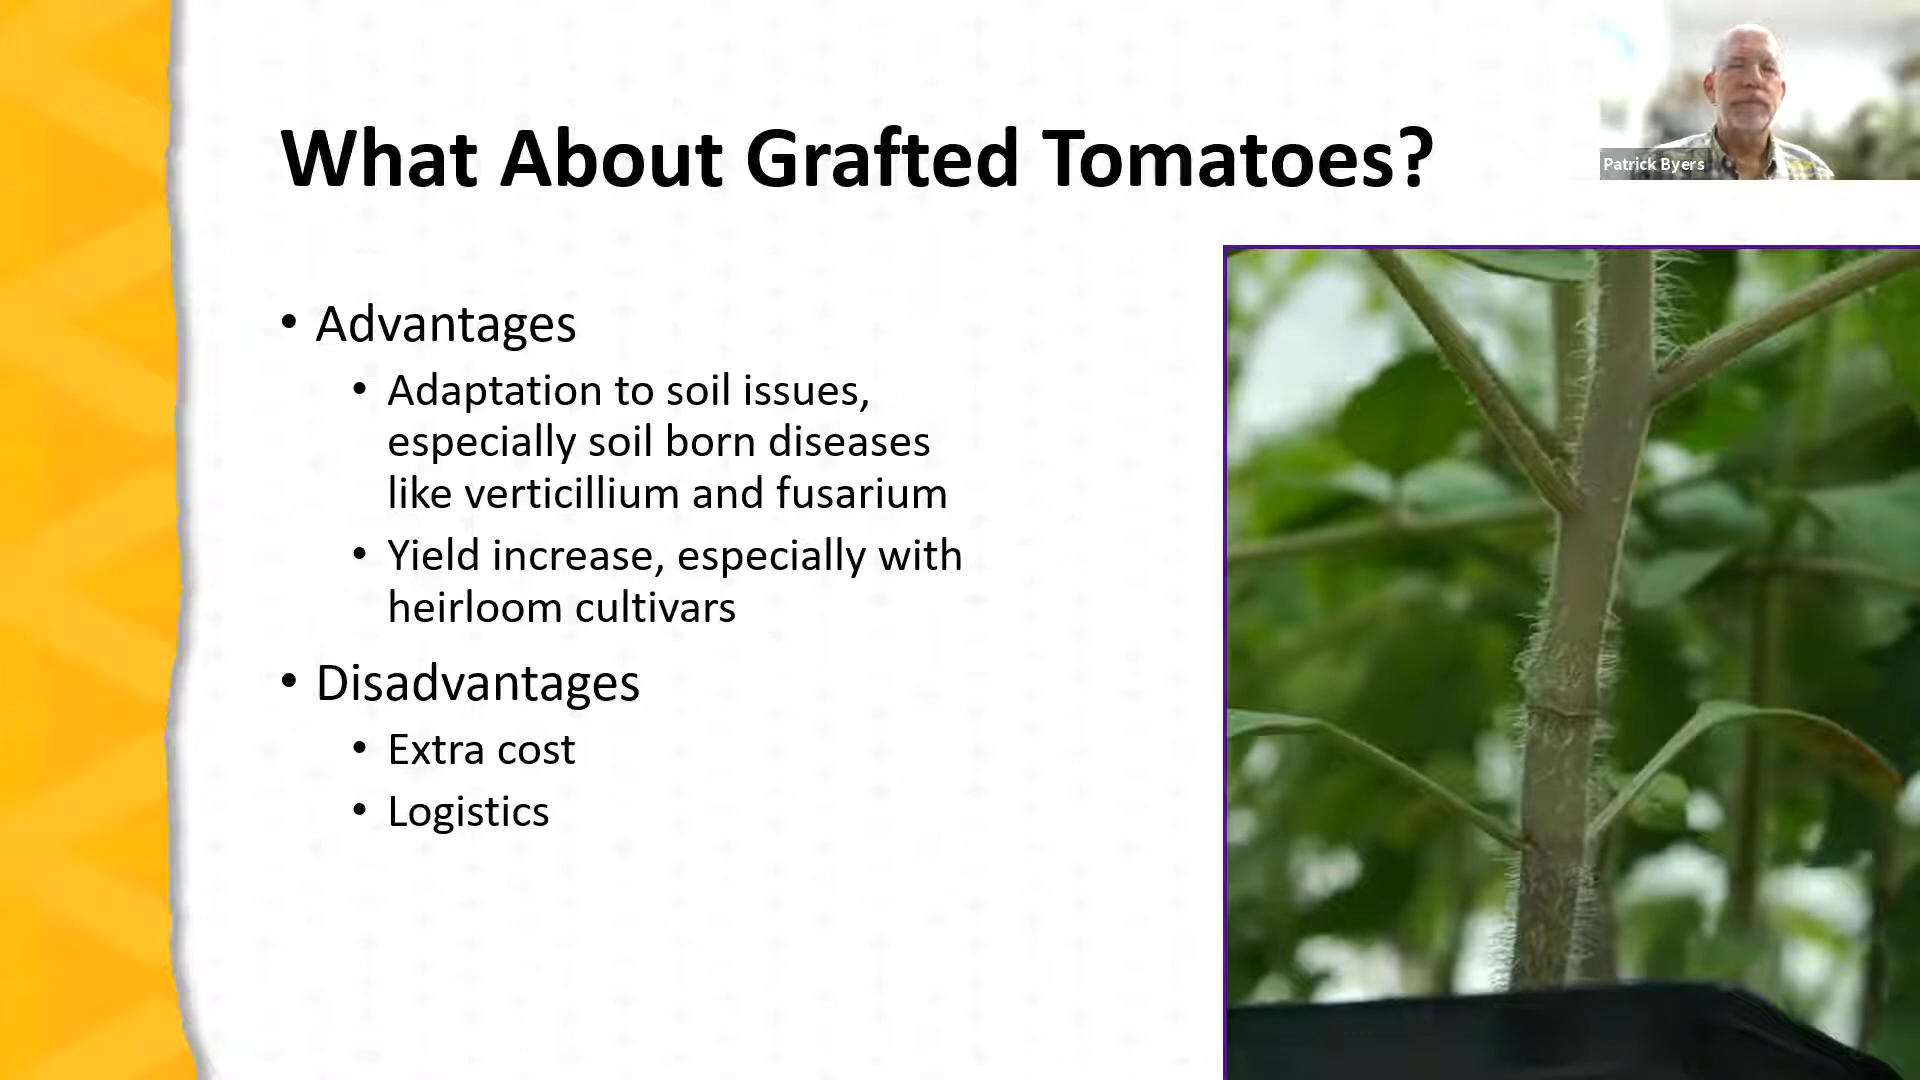 What About Grafted Tomatoes?
Patrick Byers
• Advantages
• Adaptation to soil issues,
especially soil born diseases
like verticillium and fusarium
• Yield increase, especially with
heirloom cultivars
• Disadvantages
• Extra cost
• Logistics